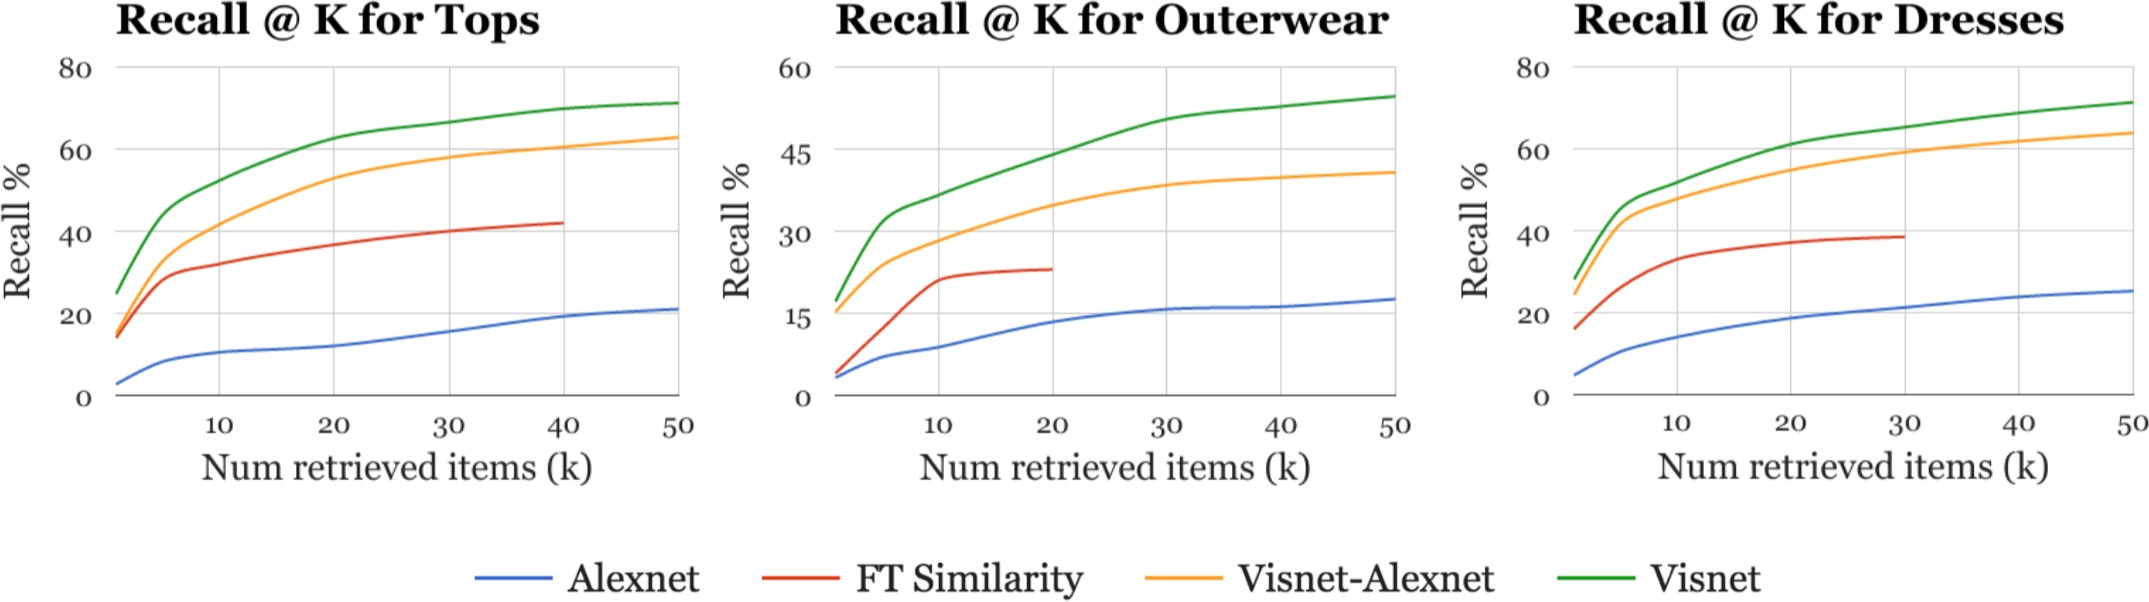 Recall @ K for Tops
Recall %
80
60
40
20
0
10 20 30 40 50
Num retrieved items (k)
Recall @ K for Outerwear
Recall %
60
45
30
15
0
10 20 30 40 50
Num retrieved items (k)
Recall @ K for Dresses
Recall %
80
60
40
20
0
10 20 30 40 50
Num retrieved items (k)
Alexnet FT Similarity Visnet-Alexnet Visnet